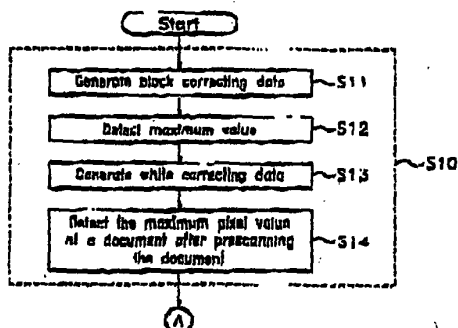 Start
Generate black correcting data
S11
Detect maximum value
S12
Generate white correcting data
S13
S10
Detect the maximum pixel value
of a document after prescanning
the document
S14
A